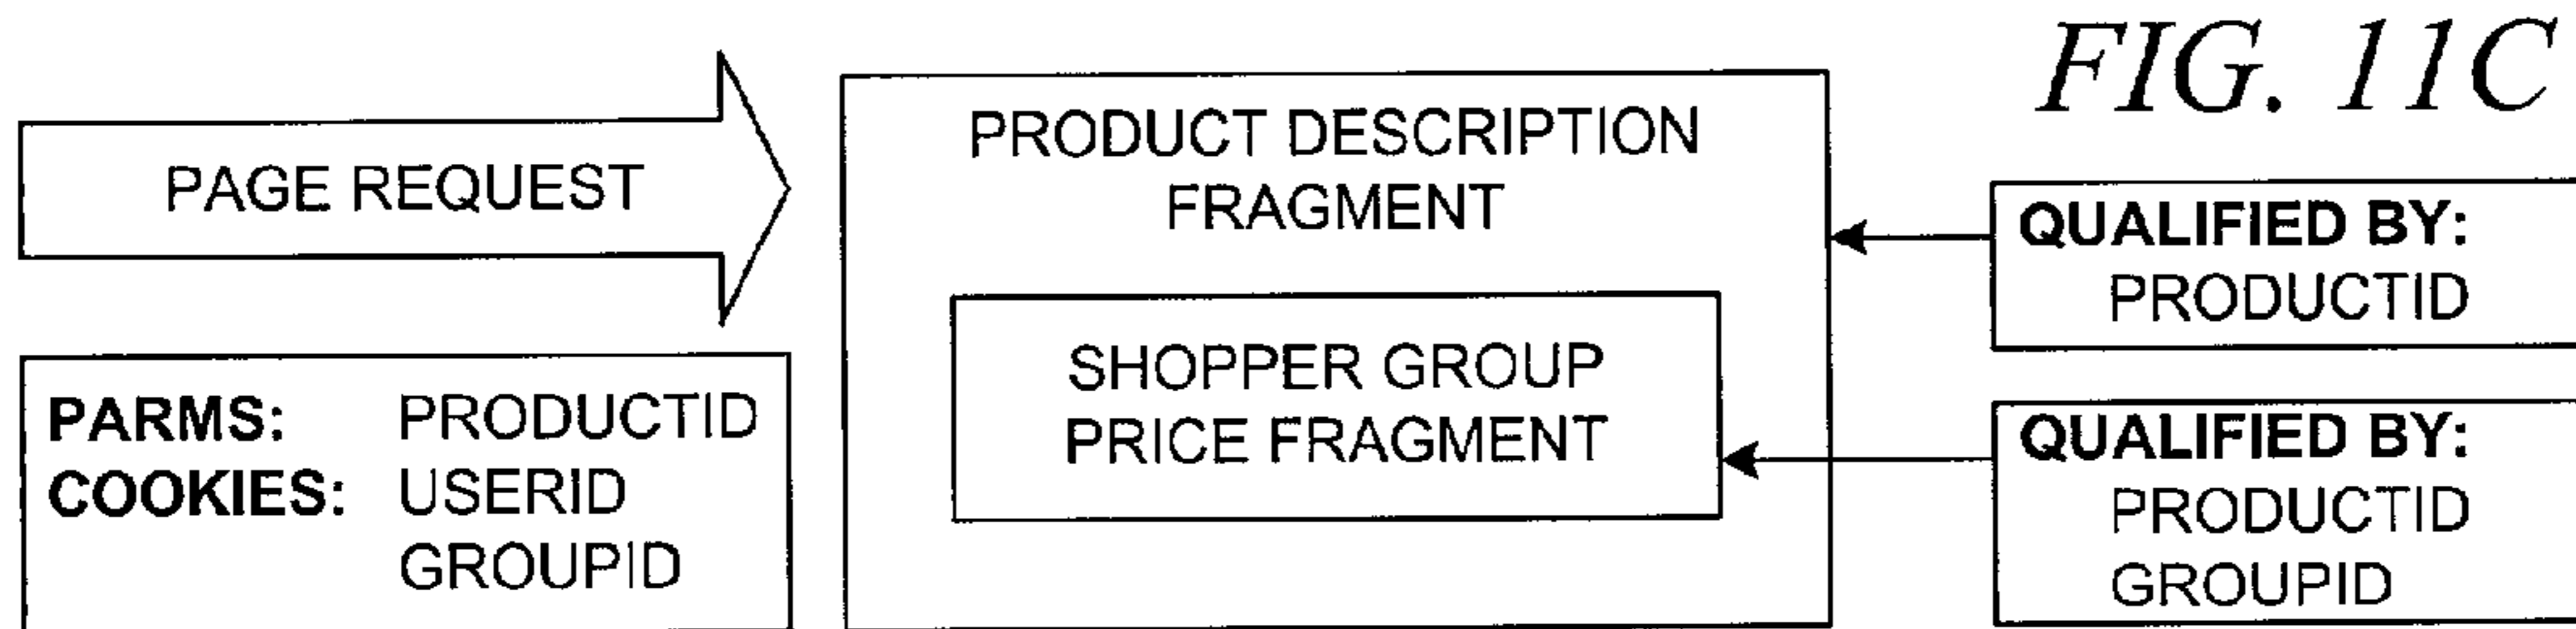 FIG. 11C
PAGE REQUEST
PARMS: PRODUCTID
COOKIES: USERID
GROUPID
PRODUCT DESCRIPTION
FRAGMENT
SHOPPER GROUP
PRICE FRAGMENT
QUALIFIED BY:
PRODUCTID
QUALIFIED BY:
PRODUCTID
GROUPID